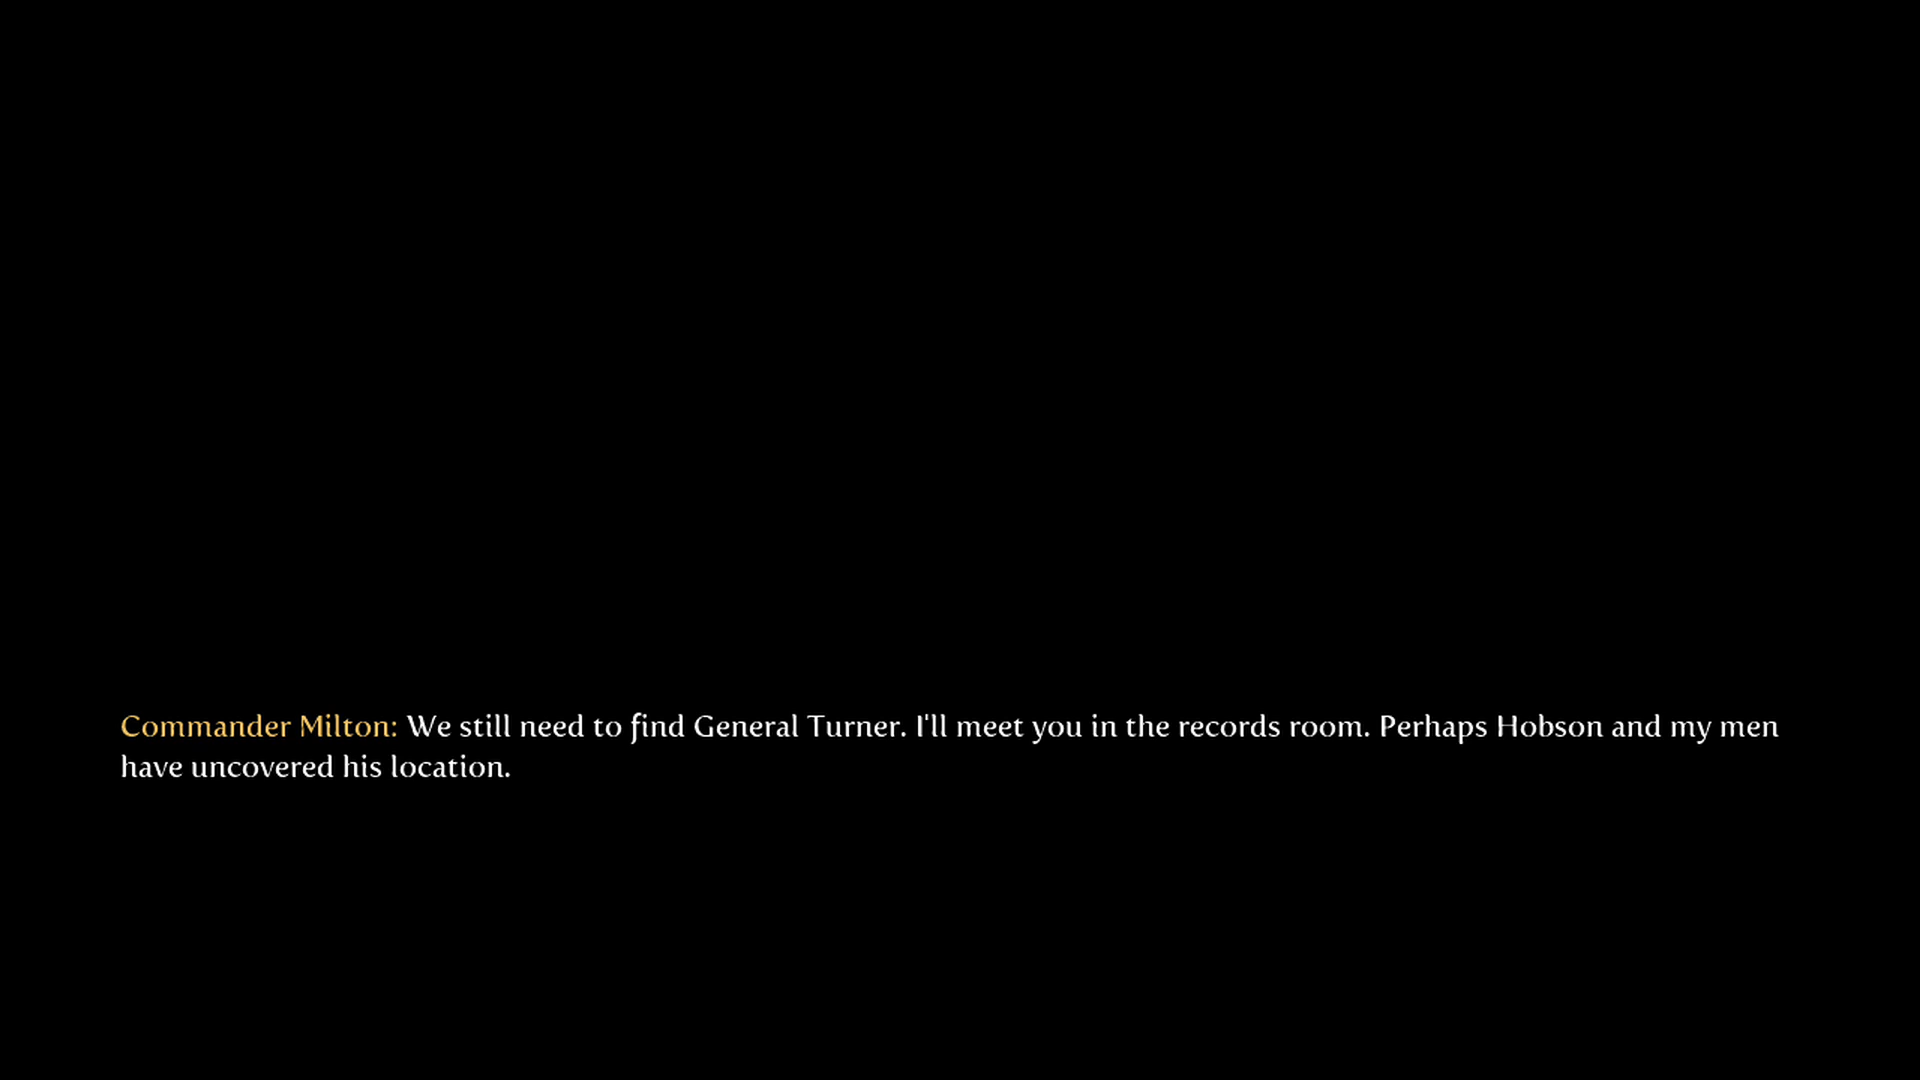 Commander Milton: We still need to find General Turner. I'll meet you in the records room. Perhaps Hobson and my men
have uncovered his location.